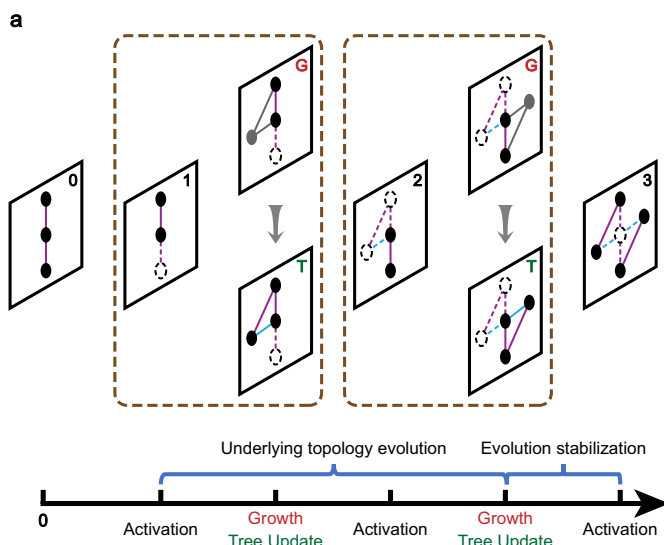 a
G
G
0
1
2
3
T
T
Underlying topology evolution
Evolution stabilization
0
Activation
Growth
Tree Update
Activation
Growth
Tree Update
Activation